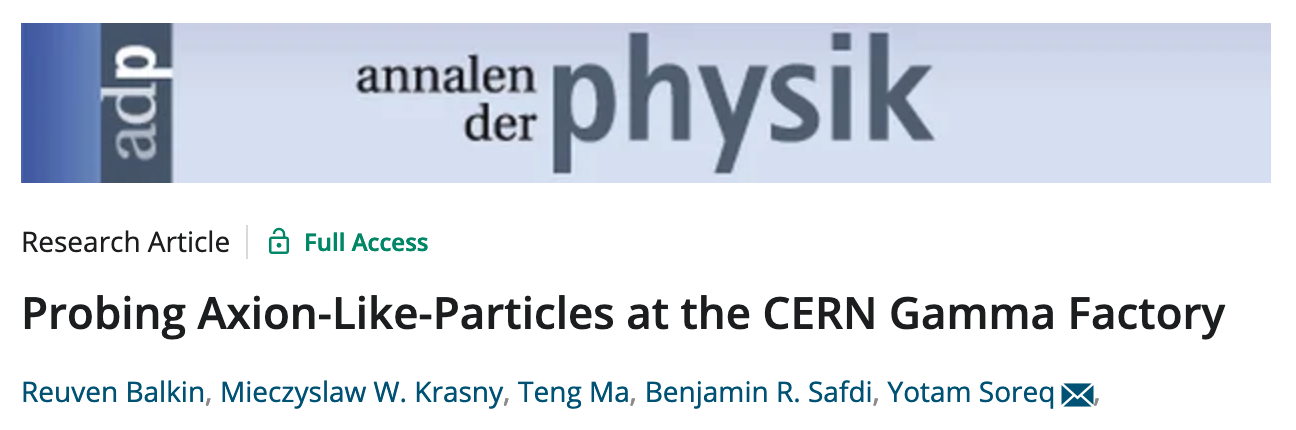 adp
annalen
der physik
Research Article Full Access
Probing Axion-Like-Particles at the CERN Gamma Factory
Reuven Balkin, Mieczyslaw W. Krasny, Teng Ma, Benjamin R. Safdi, Yotam Soreq ,